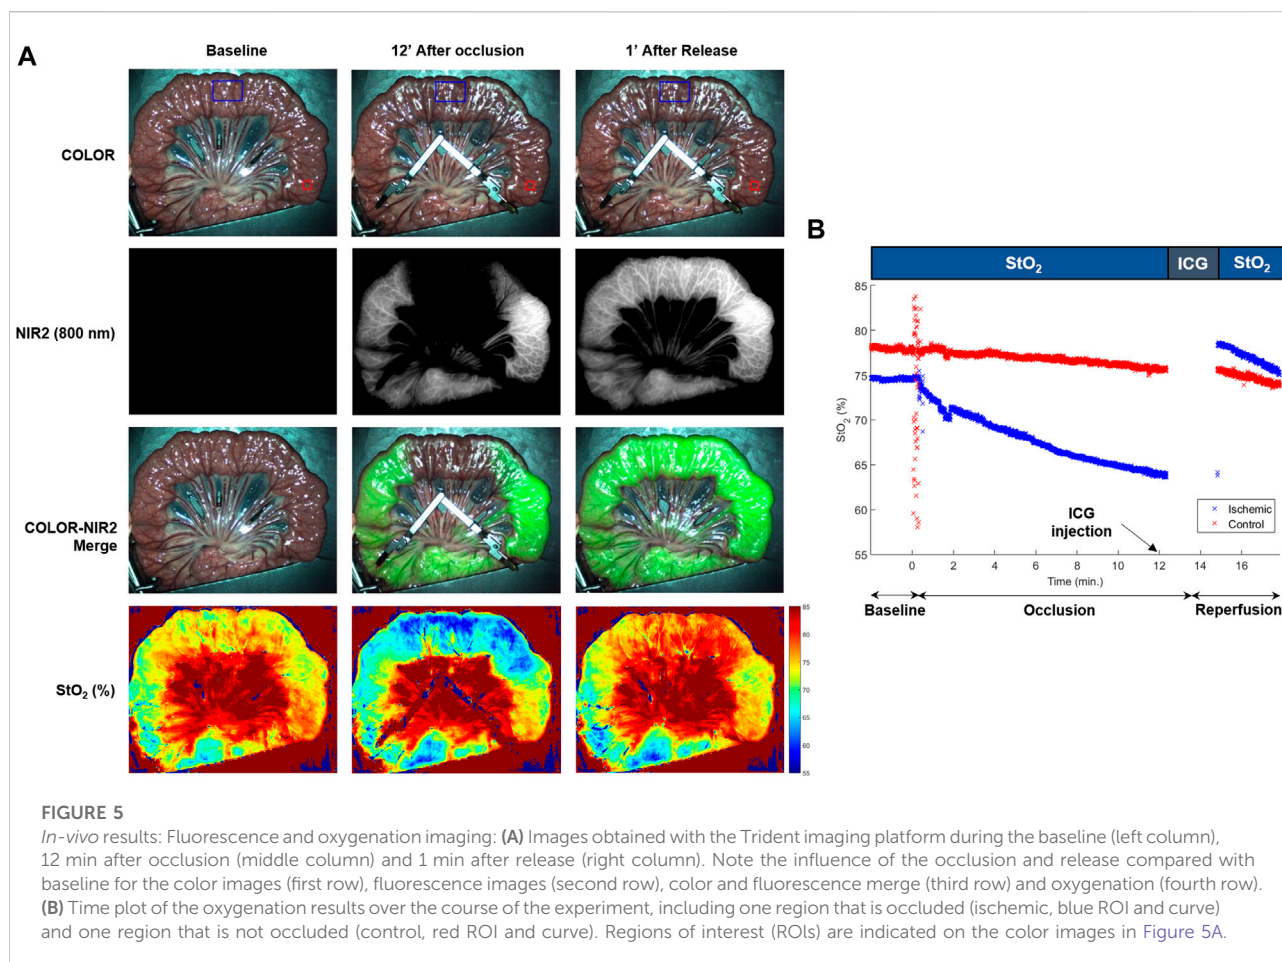 A
Baseline
12' After occlusion
1' After Release
COLOR
NIR2 (800 nm)
COLOR-NIR2
Merge
StO2 (%)
85
80
75
70
65
60
55
B
StO2
ICG
StO2
85
80
75
70
65
60
55
StO2 (%)
ICG
injection
Ischemic
Control
0
2
4
6
8
10
12
14
16
Time (min.)
Baseline
Occlusion
Reperfusion
FIGURE 5
In-vivo results: Fluorescence and oxygenation imaging: (A) Images obtained with the Trident imaging platform during the baseline (left column),
12 min after occlusion (middle column) and 1 min after release (right column). Note the influence of the occlusion and release compared with
baseline for the color images (first row), fluorescence images (second row), color and fluorescence merge (third row) and oxygenation (fourth row).
(B) Time plot of the oxygenation results over the course of the experiment, including one region that is occluded (ischemic, blue ROI and curve)
and one region that is not occluded (control, red ROI and curve). Regions of interest (ROIs) are indicated on the color images in Figure 5A.